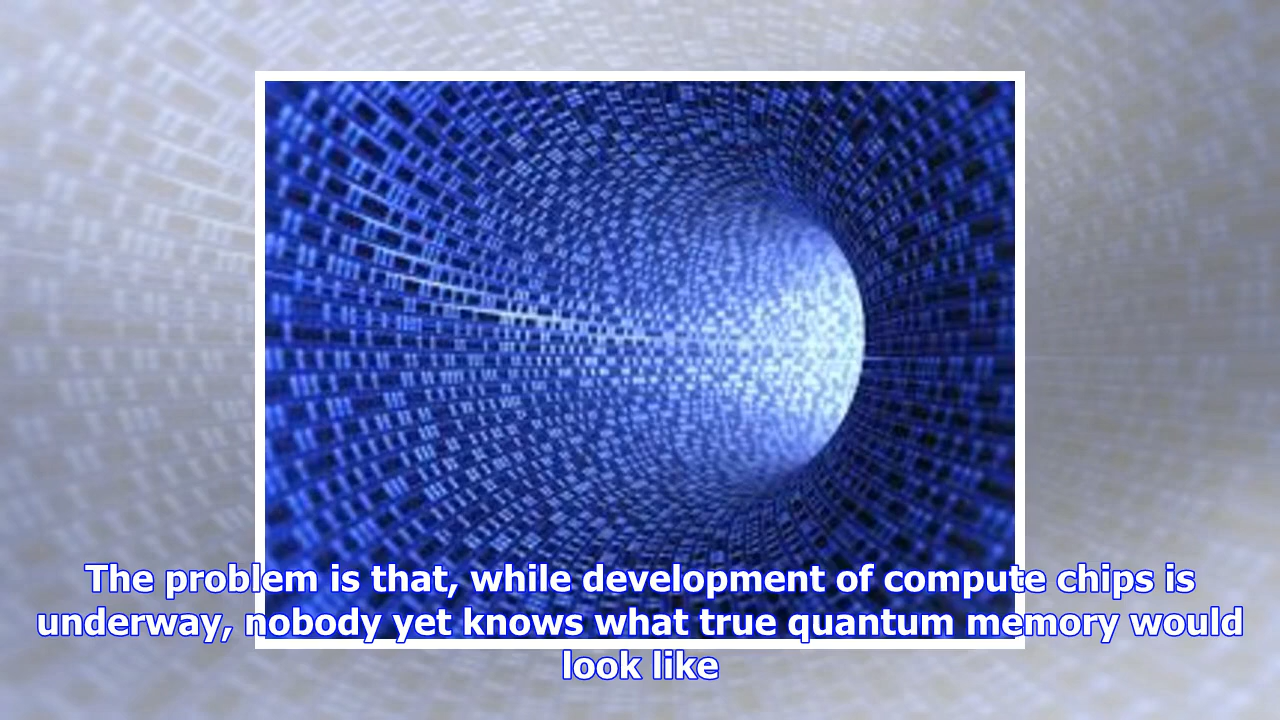 The problem is that, while development of compute chips is
underway, nobody yet knows what true quantum memory would
look like